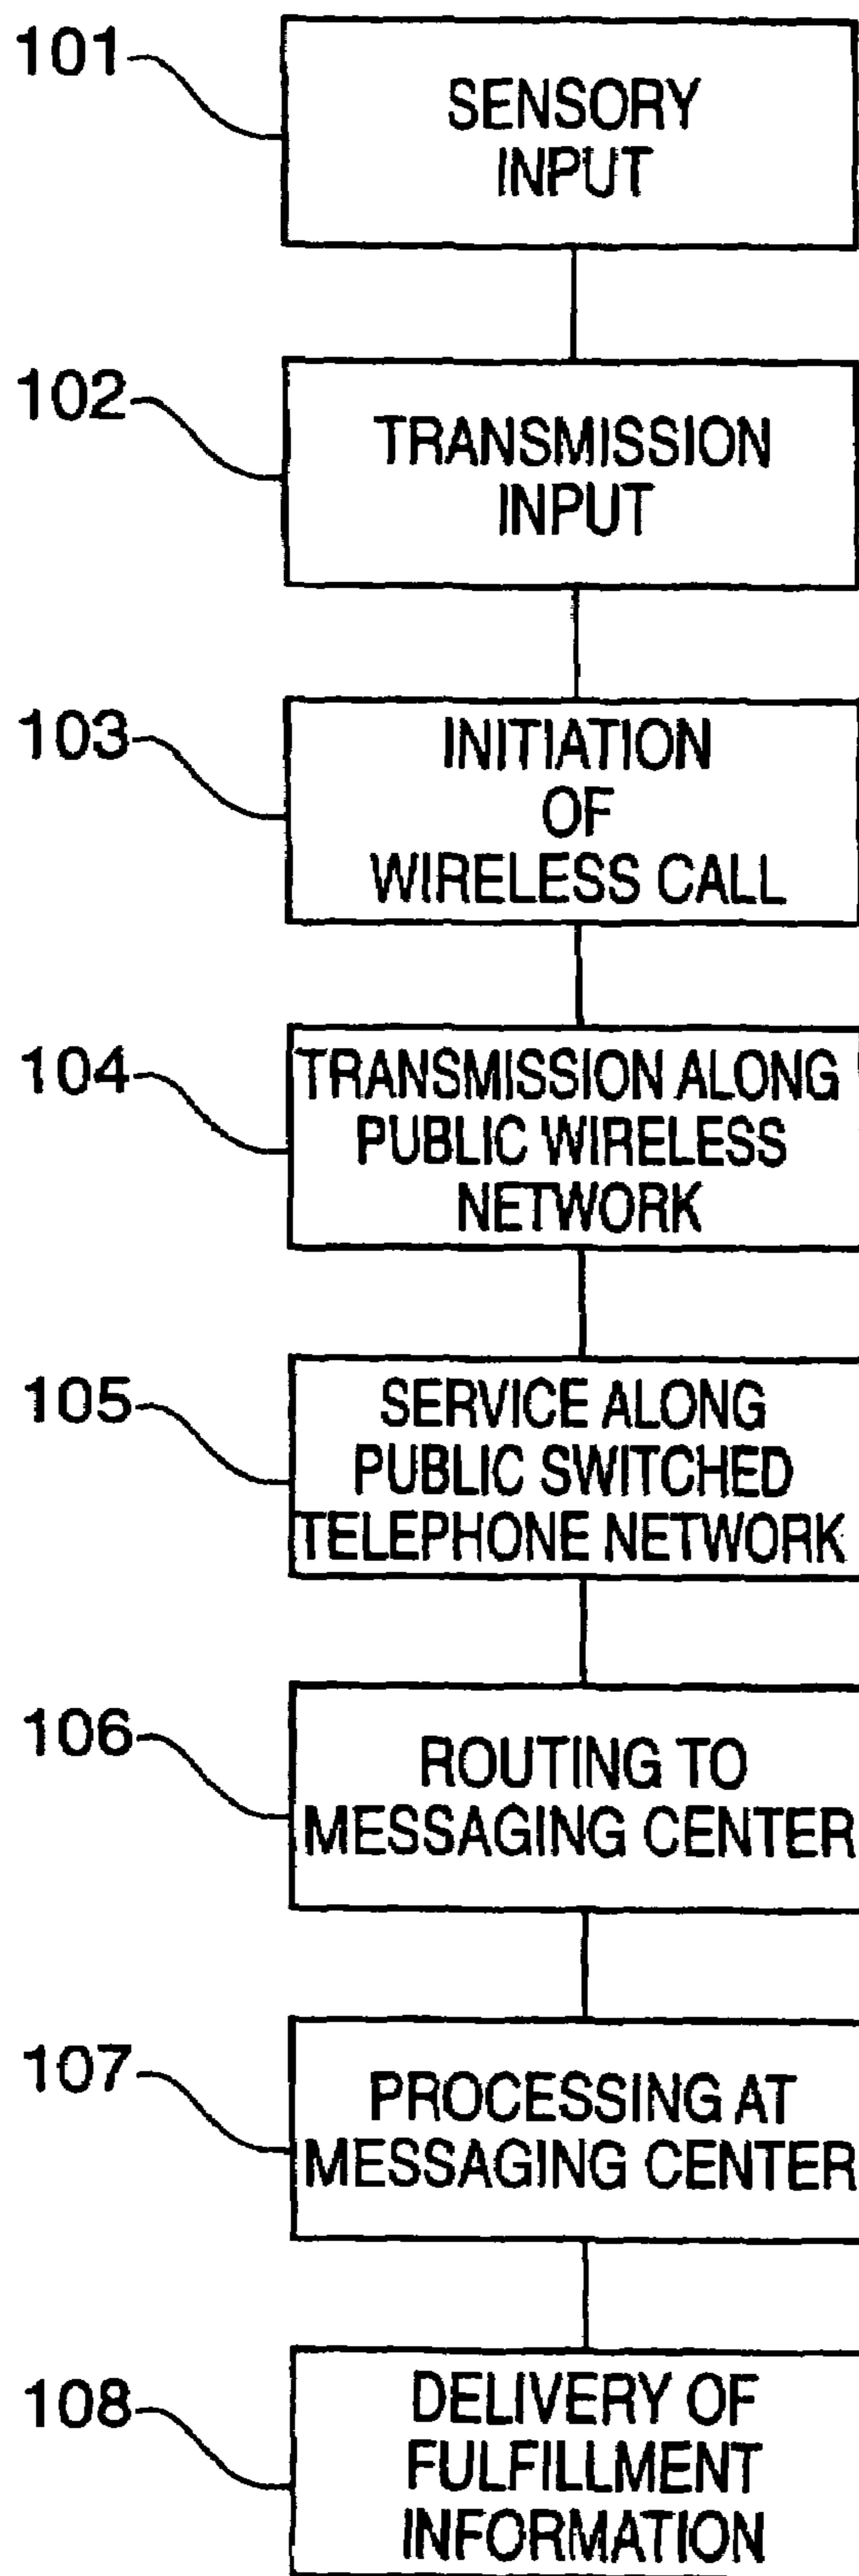 101
SENSORY
INPUT
102
TRANSMISSION
INPUT
103
INITIATION
OF
WIRELESS CALL
104
TRANSMISSION ALONG
PUBLIC WIRELESS
NETWORK
105
SERVICE ALONG
PUBLIC SWITCHED
TELEPHONE NETWORK
106
ROUTING TO
MESSAGING CENTER
107
PROCESSING AT
MESSAGING CENTER
108
DELIVERY OF
FULFILLMENT
INFORMATION